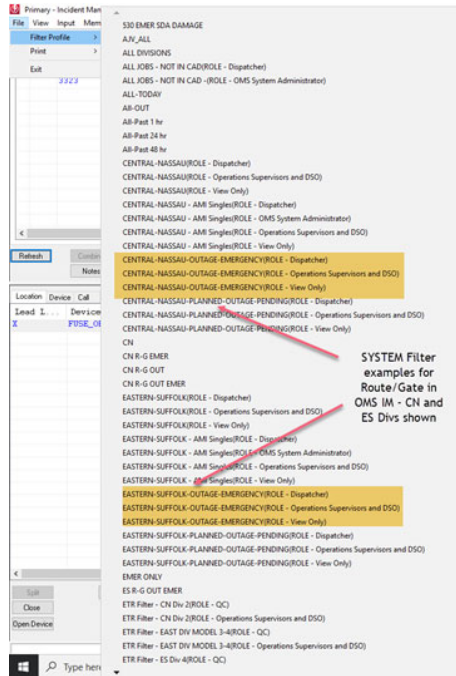 Primary - Incident Man
File View Input Mem
Filter Profile >
Print >
Exit
3323
<
Refresh Combin
Notes
Location Device Call
Lead L... Device
X FUSE_O
<
Split
Close
Open Device
Type here
530 EMER SDA DAMAGE
AJV_ALL
ALL DIVISIONS
ALL JOBS - NOT IN CAD(ROLE - Dispatcher)
ALL JOBS - NOT IN CAD -(ROLE - OMS System Administrator)
ALL-TODAY
All-OUT
All-Past 1 hr
All-Past 24 hr
All-Past 48 hr
CENTRAL-NASSAU(ROLE - Dispatcher)
CENTRAL-NASSAU(ROLE - Operations Supervisors and DSO)
CENTRAL-NASSAU(ROLE - View Only)
CENTRAL-NASSAU - AMI Singles(ROLE - Dispatcher)
CENTRAL-NASSAU - AMI Singles(ROLE - OMS System Administrator)
CENTRAL-NASSAU - AMI Singles(ROLE - Operations Supervisors and DSO)
CENTRAL-NASSAU - AMI Singles(ROLE - View Only)
CENTRAL-NASSAU-OUTAGE-EMERGENCY(ROLE - Dispatcher)
CENTRAL-NASSAU-OUTAGE-EMERGENCY(ROLE - Operations Supervisors and DSO)
CENTRAL-NASSAU-OUTAGE-EMERGENCY(ROLE - View Only)
CENTRAL-NASSAU-PLANNED-OUTAGE-PENDING(ROLE - Dispatcher)
CENTRAL-NASSAU-PLANNED-OUTAGE-PENDING(ROLE - Operations Supervisors and DSO)
CENTRAL-NASSAU-PLANNED-OUTAGE-PENDING(ROLE - View Only)
CN
CN R-G EMER
CN R-G OUT
CN R-G OUT EMER
EASTERN-SUFFOLK(ROLE - Dispatcher)
EASTERN-SUFFOLK(ROLE - Operations Supervisors and DSO)
EASTERN-SUFFOLK(ROLE - View Only)
EASTERN-SUFFOLK - AMI Singles(ROLE - Dispatcher)
EASTERN-SUFFOLK - AMI Singles(ROLE - OMS System Administrator)
EASTERN-SUFFOLK - AMI Singles(ROLE - Operations Supervisors and DSO)
EASTERN-SUFFOLK - AMI Singles(ROLE - View Only)
EASTERN-SUFFOLK-OUTAGE-EMERGENCY(ROLE - Dispatcher)
EASTERN-SUFFOLK-OUTAGE-EMERGENCY(ROLE - Operations Supervisors and DSO)
EASTERN-SUFFOLK-OUTAGE-EMERGENCY(ROLE - View Only)
EASTERN-SUFFOLK-PLANNED-OUTAGE-PENDING(ROLE - Dispatcher)
EASTERN-SUFFOLK-PLANNED-OUTAGE-PENDING(ROLE - Operations Supervisors and DSO)
EASTERN-SUFFOLK-PLANNED-OUTAGE-PENDING(ROLE - View Only)
EMER ONLY
ES R-G OUT EMER
ETR Filter - CN Div 2(ROLE - QC)
ETR Filter - CN Div 2(ROLE - Operations Supervisors and DSO)
ETR Filter - EAST DIV MODEL 3-4(ROLE - QC)
ETR Filter - EAST DIV MODEL 3-4(ROLE - Operations Supervisors and DSO)
ETR Filter - ES Div 4(ROLE - QC)
SYSTEM Filter
examples for
Route/Gate in
OMS IM - CN and
ES Divs shown